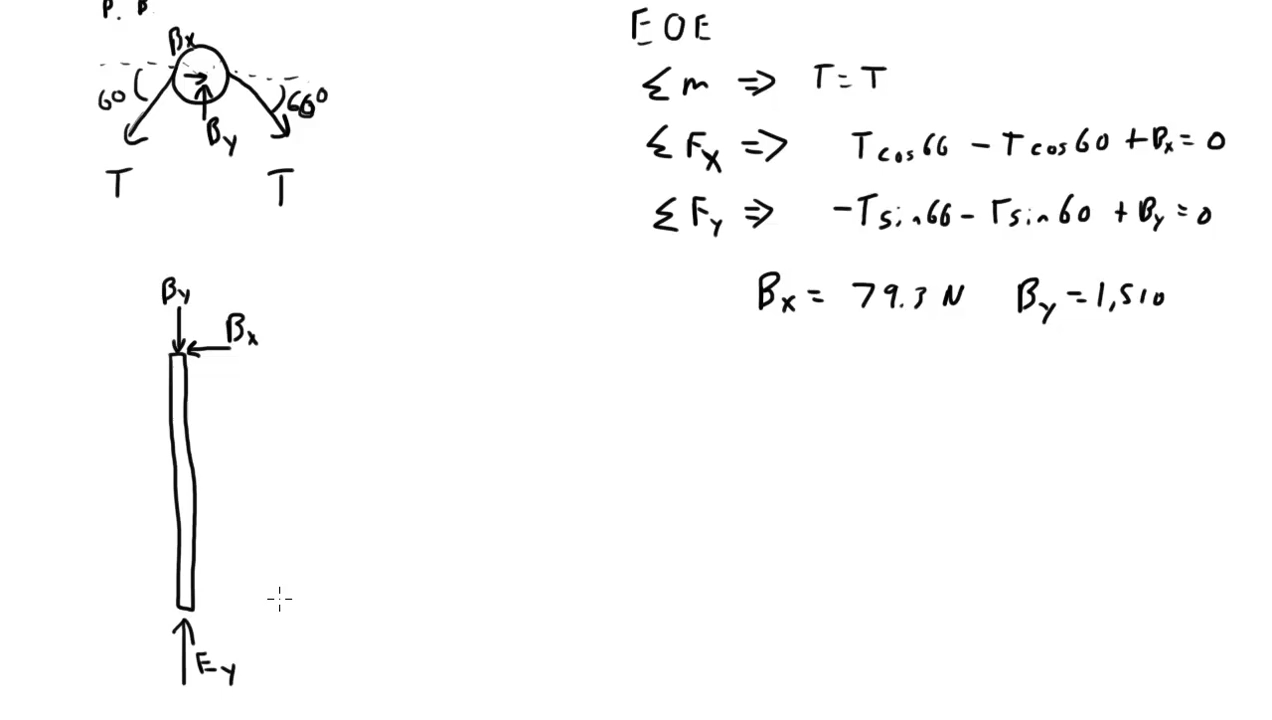 P. B
EOE
Bx
60
660
By
T
T
Σm => T=T
ΣFx => Tcos66 - Tcos60 + Bx = 0
ΣFy => -Tsin66 - Tsin60 + By = 0
Bx = 79.3 N By = 1,510
By
Bx
Ey